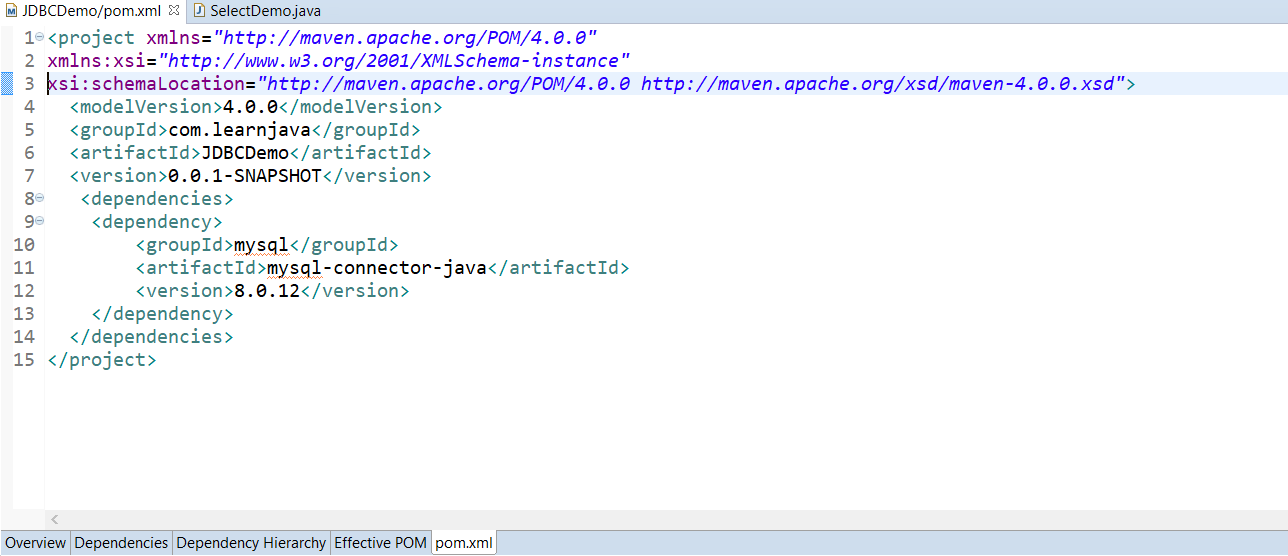 JDBCDemo/pom.xml SelectDemo.java
1 <project xmlns="http://maven.apache.org/POM/4.0.0"
2 xmlns:xsi="http://www.w3.org/2001/XMLSchema-instance"
3 xsi:schemaLocation="http://maven.apache.org/POM/4.0.0 http://maven.apache.org/xsd/maven-4.0.0.xsd">
4   <modelVersion>4.0.0</modelVersion>
5   <groupId>com.learnjava</groupId>
6   <artifactId>JDBCDemo</artifactId>
7   <version>0.0.1-SNAPSHOT</version>
8    <dependencies>
9     <dependency>
10         <groupId>mysql</groupId>
11         <artifactId>mysql-connector-java</artifactId>
12         <version>8.0.12</version>
13     </dependency>
14   </dependencies>
15 </project>
Overview Dependencies Dependency Hierarchy Effective POM pom.xml